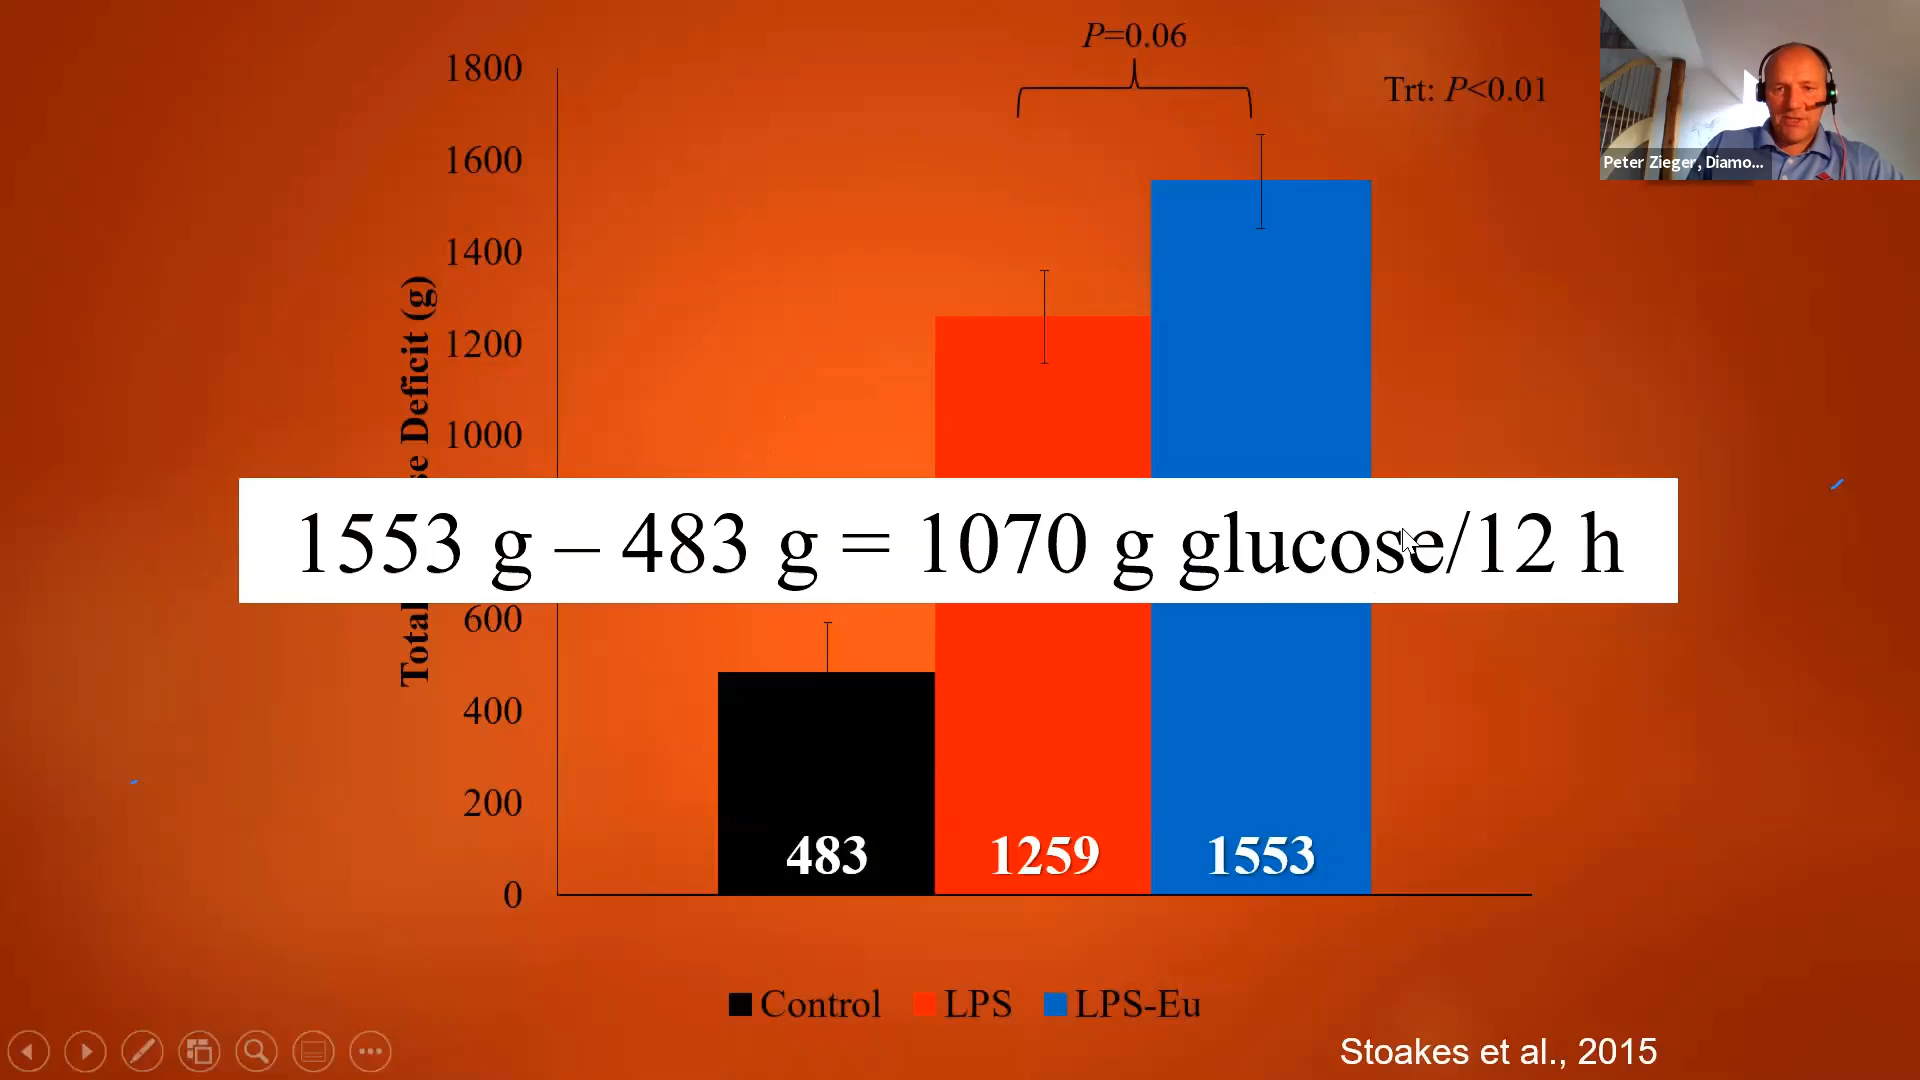 P=0.06
Trt: P<0.01
Peter Zieger, Diamo...
1800
1600
1400
1200
1000
600
400
200
0
Total
se Deficit (g)
1553 g – 483 g = 1070 g glucose/12 h
483
1259
1553
Control
LPS
LPS-Eu
Stoakes et al., 2015